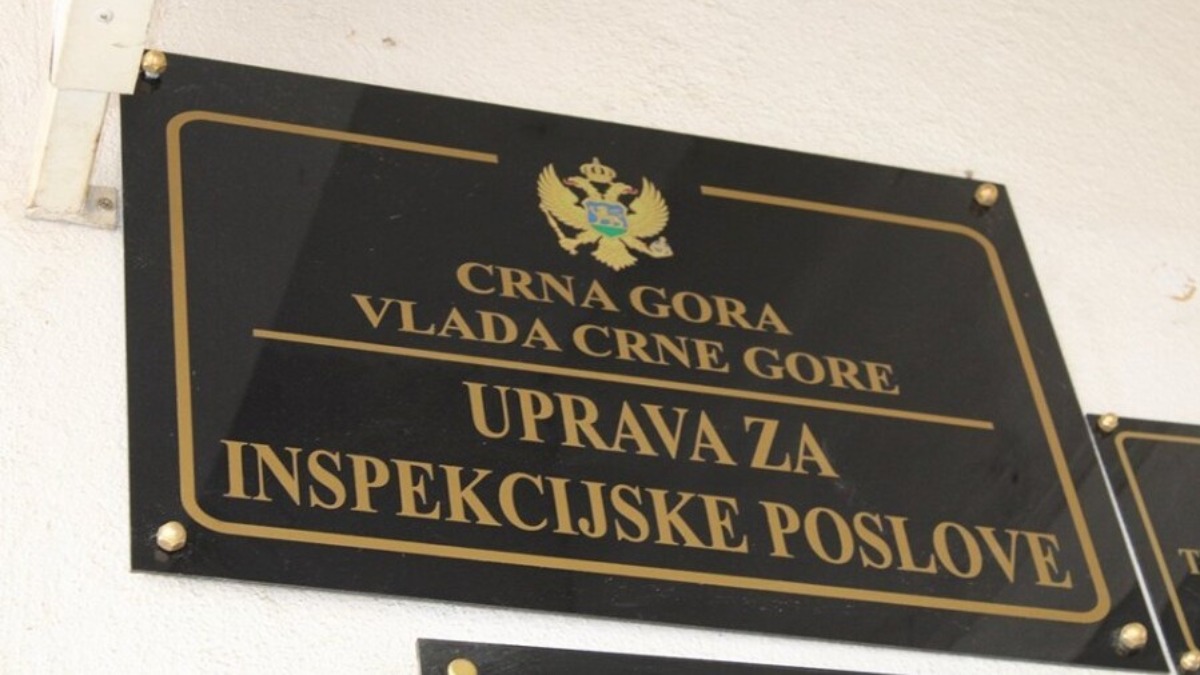 CRNA GORA
VLADA CRNE GORE
UPRAVA ZA
INSPEKCIJSKE POSLOVE
T